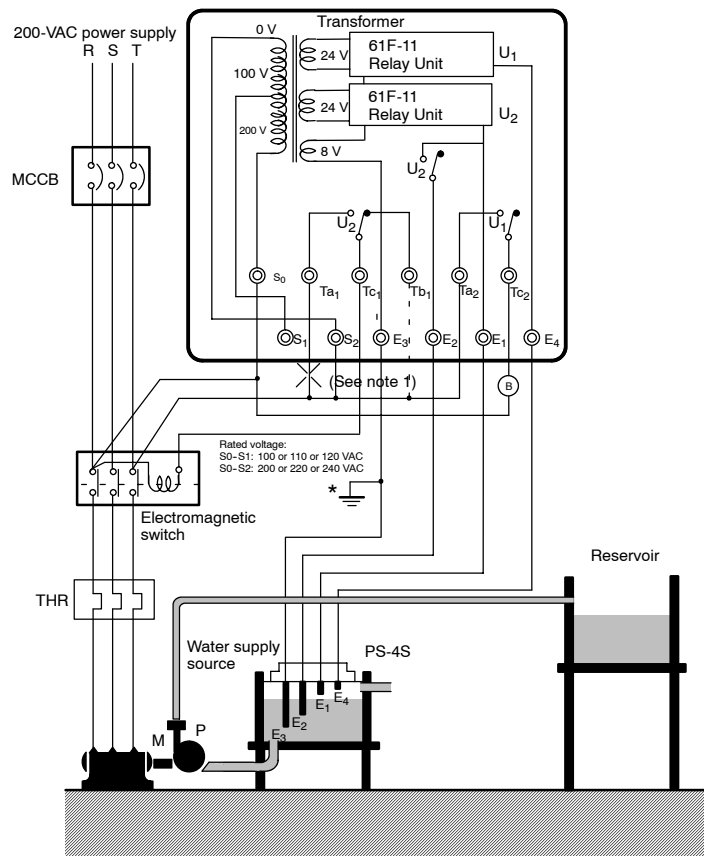 Transformer
200-VAC power supply
R S T
0 V
100 V
200 V
24 V
61F-11
Relay Unit
U1
24 V
61F-11
Relay Unit
U2
8 V
MCCB
U2
U2
U1
S0
Ta1
Tc1
Tb1
Ta2
Tc2
S1
S2
E3
E2
E1
E4
(See note 1)
B
Rated voltage:
S0-S1: 100 or 110 or 120 VAC
S0-S2: 200 or 220 or 240 VAC
*
Electromagnetic
switch
THR
Reservoir
Water supply
source
PS-4S
M
P
E3
E2
E1
E4